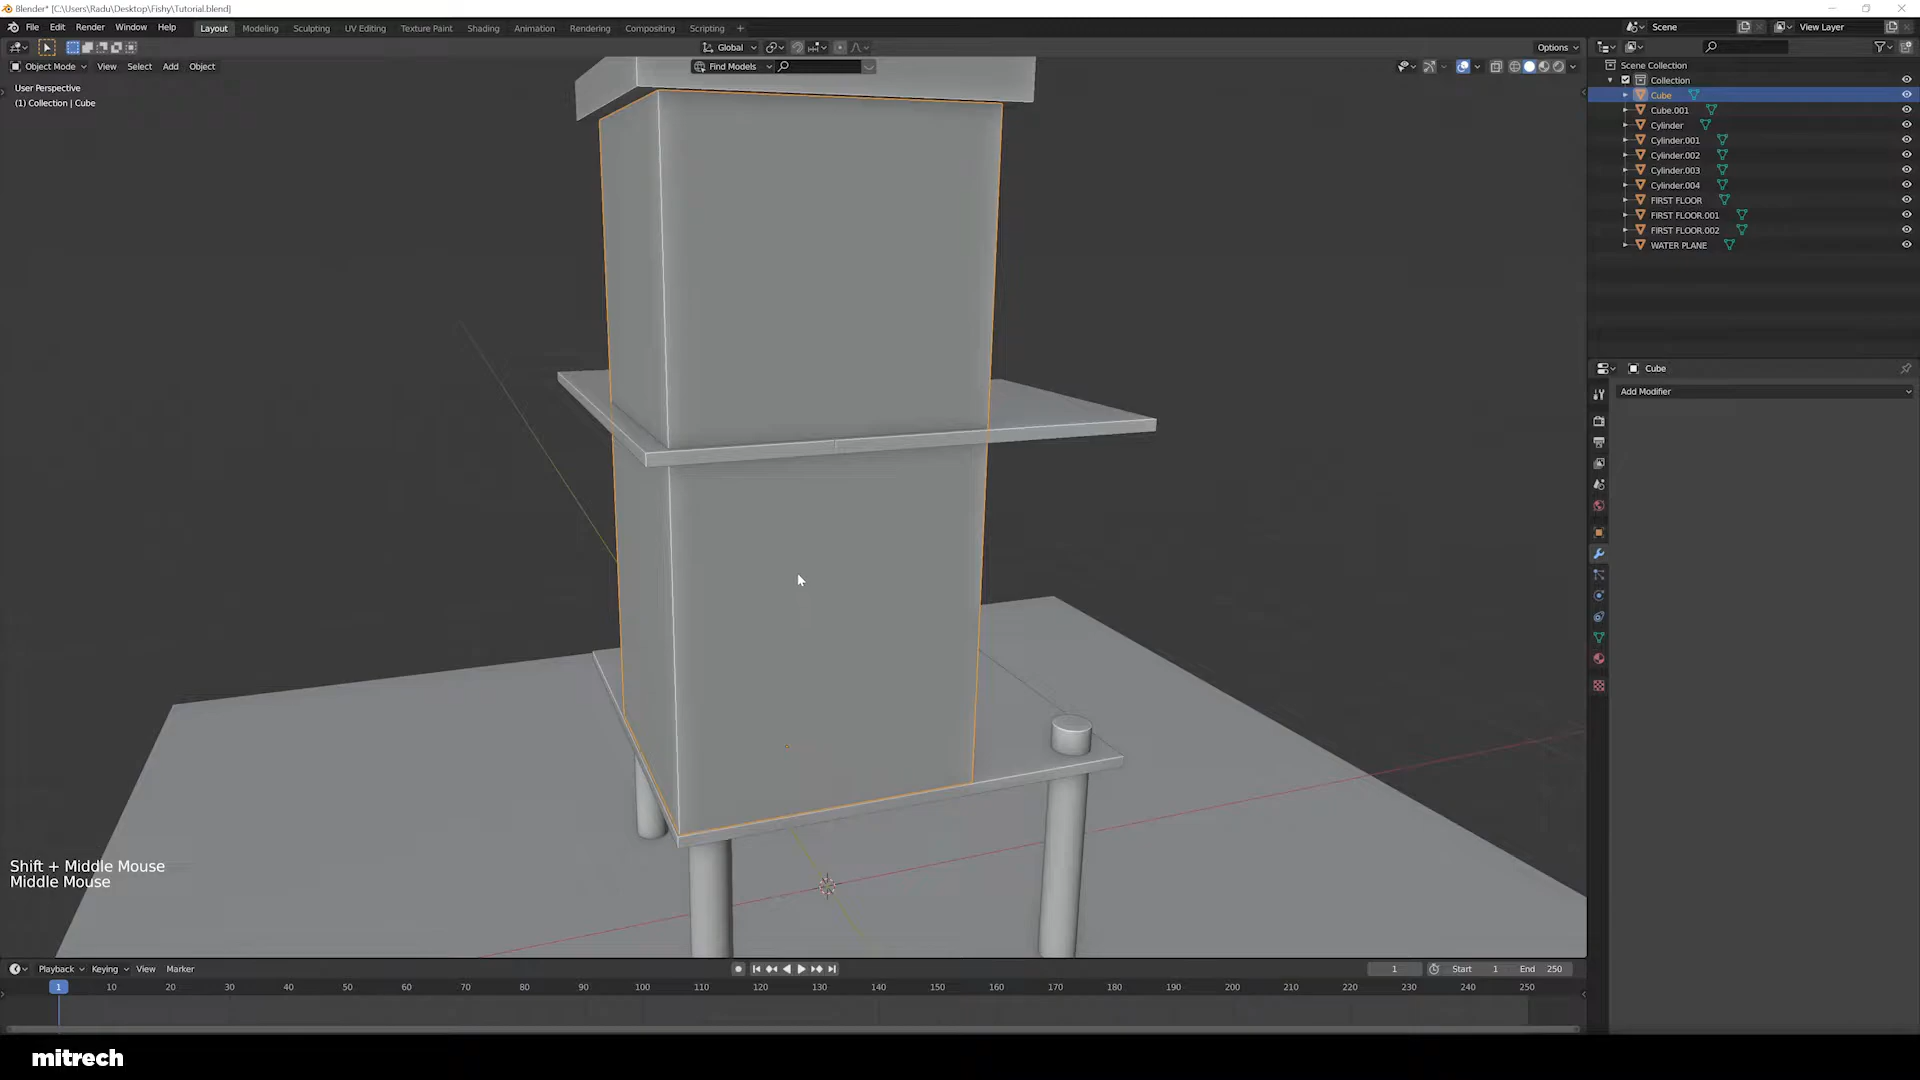 Blender* [C:\Users\Radu\Desktop\Fishy\Tutorial.blend]
File Edit Render Window Help Layout Modeling Sculpting UV Editing Texture Paint Shading Animation Rendering Compositing Scripting + Scene View Layer
Global Options
Object Mode View Select Add Object Find Models
User Perspective
(1) Collection | Cube
Scene Collection
Collection
Cube
Cube.001
Cylinder
Cylinder.001
Cylinder.002
Cylinder.003
Cylinder.004
FIRST FLOOR
FIRST FLOOR.001
FIRST FLOOR.002
WATER PLANE
Cube
Add Modifier
Shift + Middle Mouse
Middle Mouse
Playback Keying View Marker 1 Start 1 End 250
1 10 20 30 40 50 60 70 80 90 100 110 120 130 140 150 160 170 180 190 200 210 220 230 240 250
mitrech